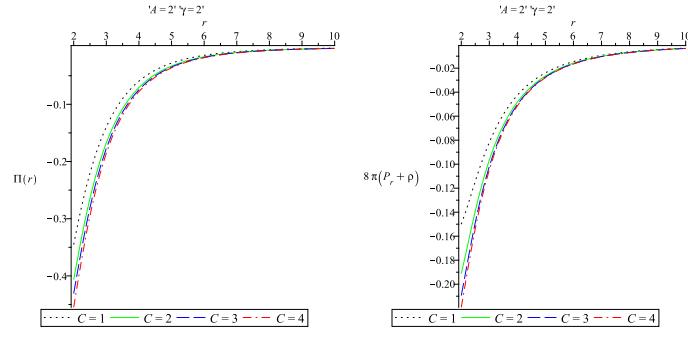 'A = 2' 'γ = 2'
r
2 3 4 5 6 7 8 9 10
−0.1
−0.2
Π(r)
−0.3
−0.4
C = 1 C = 2 C = 3 C = 4
'A = 2' 'γ = 2'
r
2 3 4 5 6 7 8 9 10
−0.02
−0.04
−0.06
−0.08
−0.10
8 π(P_r + ρ)
−0.12
−0.14
−0.16
−0.18
−0.20
C = 1 C = 2 C = 3 C = 4